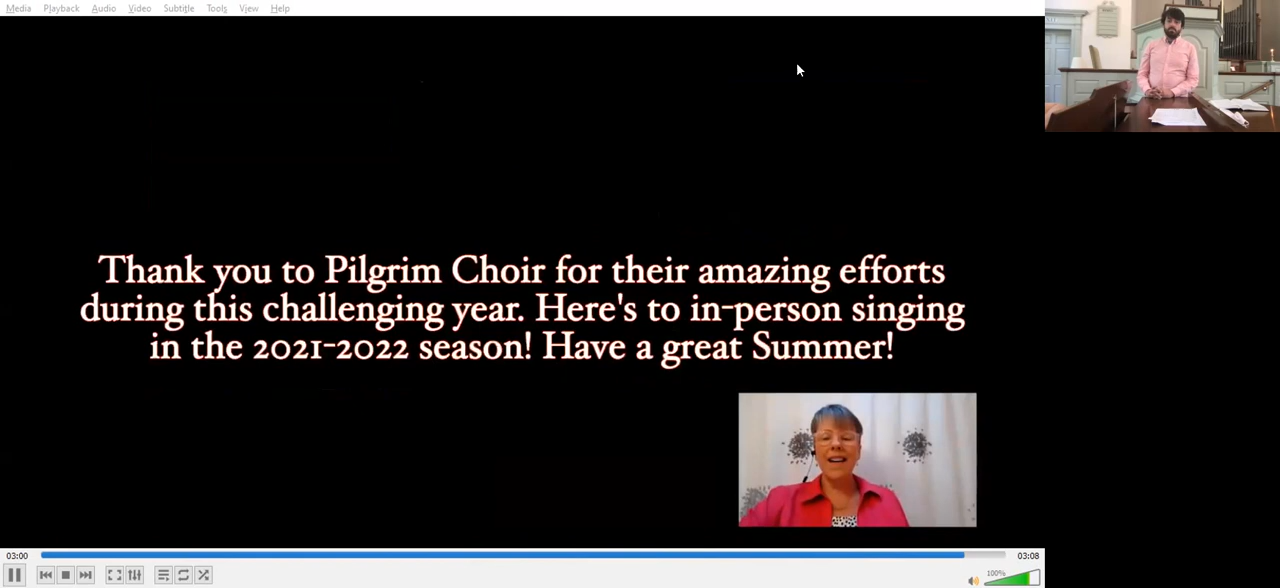 Media Playback Audio Video Subtitle Tools View Help
Thank you to Pilgrim Choir for their amazing efforts
during this challenging year. Here's to in-person singing
in the 2021-2022 season! Have a great Summer!
03:00
03:08
100%